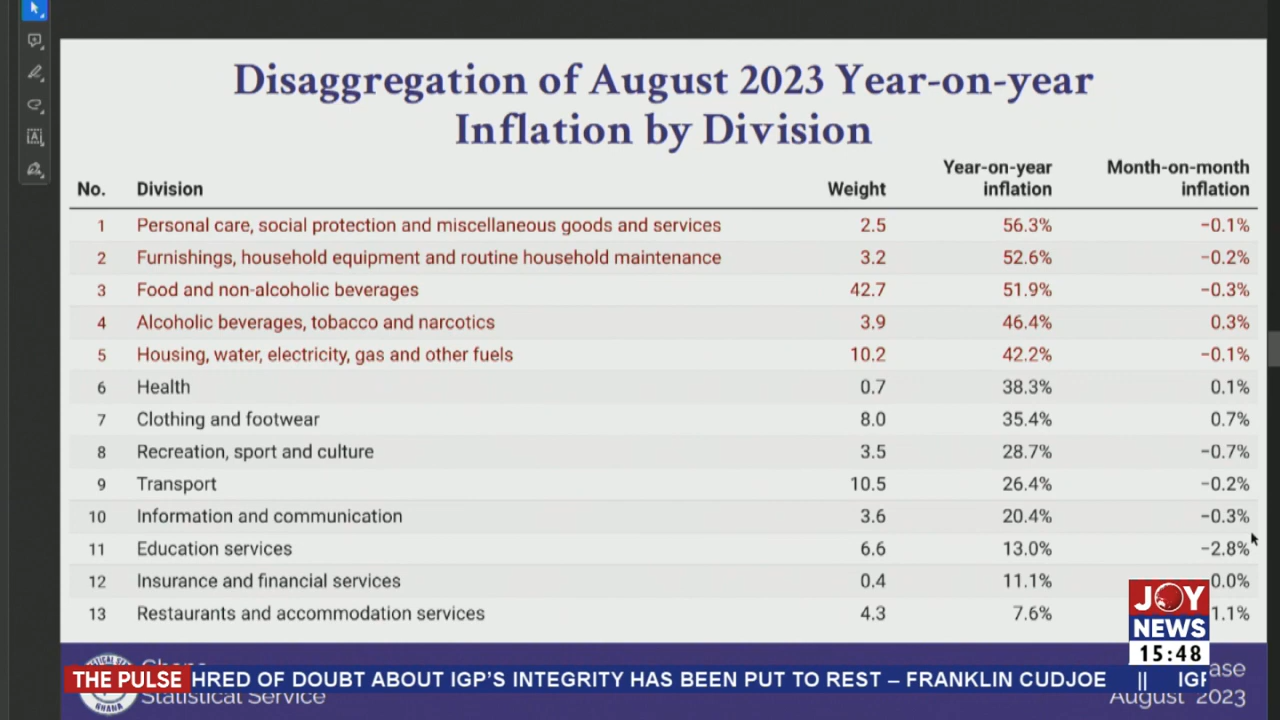 Disaggregation of August 2023 Year-on-year
Inflation by Division
No. Division Weight Year-on-year inflation Month-on-month inflation
1 Personal care, social protection and miscellaneous goods and services 2.5 56.3% −0.1%
2 Furnishings, household equipment and routine household maintenance 3.2 52.6% −0.2%
3 Food and non-alcoholic beverages 42.7 51.9% −0.3%
4 Alcoholic beverages, tobacco and narcotics 3.9 46.4% 0.3%
5 Housing, water, electricity, gas and other fuels 10.2 42.2% −0.1%
6 Health 0.7 38.3% 0.1%
7 Clothing and footwear 8.0 35.4% 0.7%
8 Recreation, sport and culture 3.5 28.7% −0.7%
9 Transport 10.5 26.4% −0.2%
10 Information and communication 3.6 20.4% −0.3%
11 Education services 6.6 13.0% −2.8%
12 Insurance and financial services 0.4 11.1% 0.0%
13 Restaurants and accommodation services 4.3 7.6% 1.1%
JOY
NEWS
15:48
THE PULSE HRED OF DOUBT ABOUT IGP'S INTEGRITY HAS BEEN PUT TO REST – FRANKLIN CUDJOE || IGP
Statistical Service August 2023
GHANA